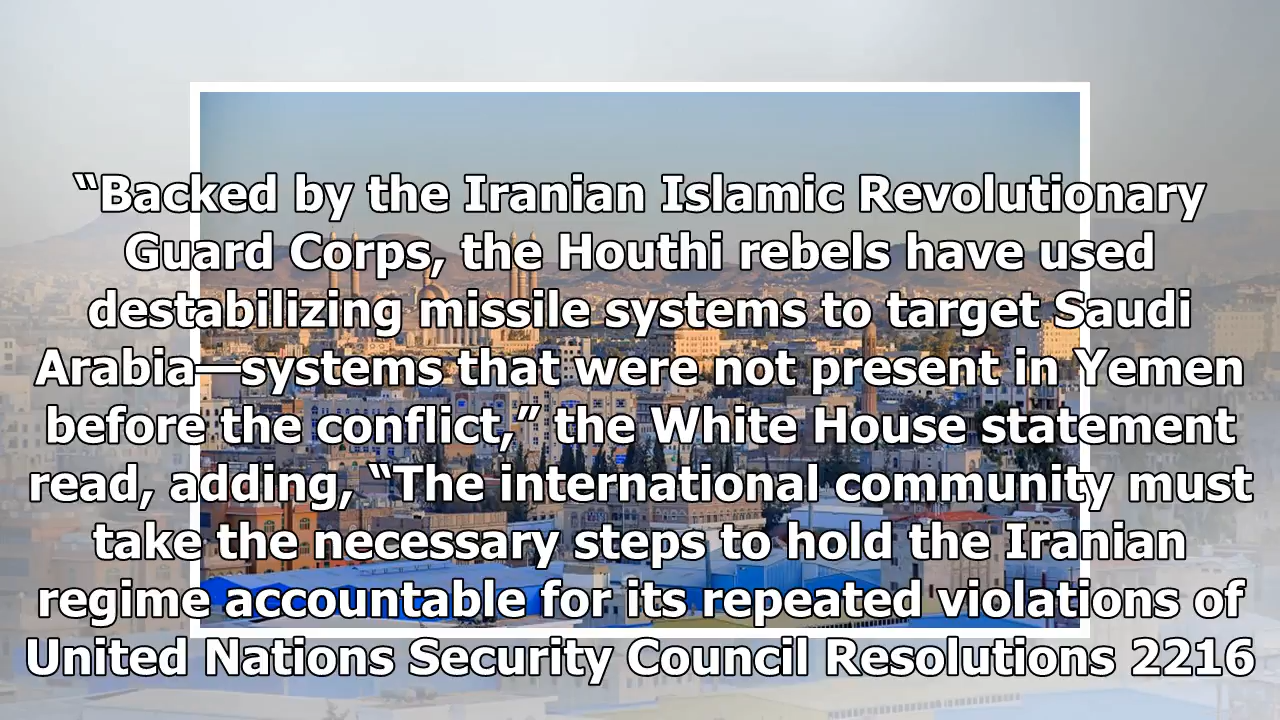 “Backed by the Iranian Islamic Revolutionary
Guard Corps, the Houthi rebels have used
destabilizing missile systems to target Saudi
Arabia—systems that were not present in Yemen
before the conflict,” the White House statement
read, adding, “The international community must
take the necessary steps to hold the Iranian
regime accountable for its repeated violations of
United Nations Security Council Resolutions 2216